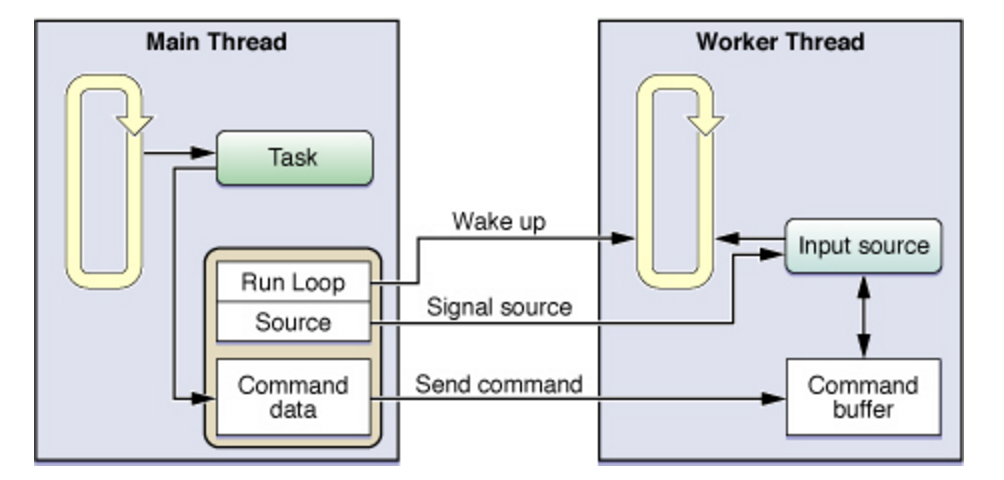 Main Thread
Worker Thread
Task
Wake up
Input source
Run Loop
Signal source
Source
Send command
Command
data
Command
buffer